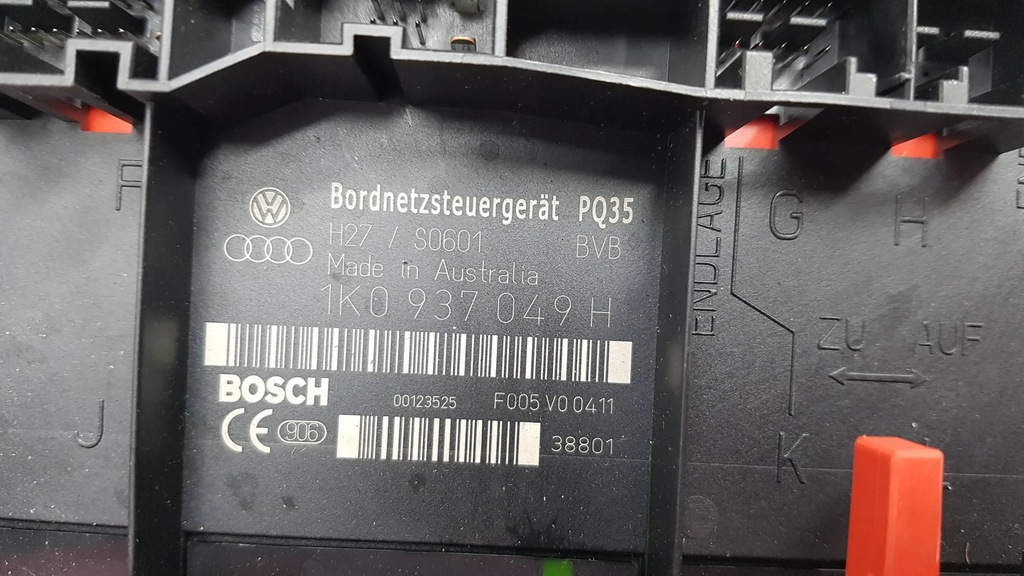 Bordnetzsteuergerät PQ35
H27 / S0601 BVB
Made in Australia
1K0 937 049 H
BOSCH
00123525 F005 V0 0411
CE 906
38801
F
J
ENDLAGE
G
H
ZU AUF
K